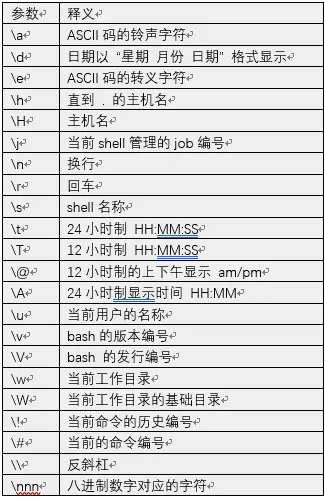 参数 释义
\a ASCII 码的铃声字符
\d 日期以 “星期 月份 日期” 格式显示
\e ASCII 码的转义字符
\h 直到 . 的主机名
\H 主机名
\j 当前 shell 管理的 job 编号
\n 换行
\r 回车
\s shell 名称
\t 24 小时制 HH:MM:SS
\T 12 小时制 HH:MM:SS
\@ 12 小时制的上下午显示 am/pm
\A 24 小时制显示时间 HH:MM
\u 当前用户的名称
\v bash 的版本编号
\V bash 的发行编号
\w 当前工作目录
\W 当前工作目录的基础目录
\! 当前命令的历史编号
\# 当前的命令编号
\\ 反斜杠
\nnn 八进制数字对应的字符